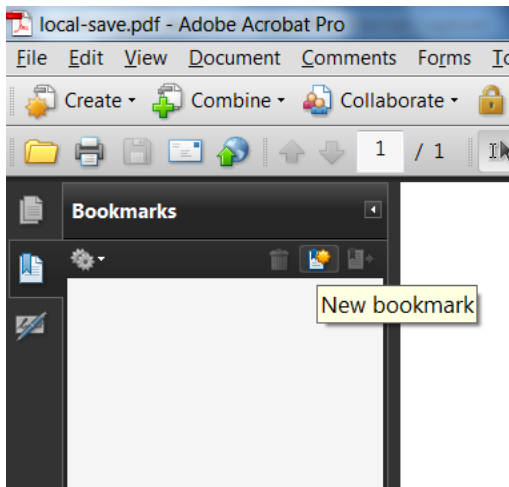 local-save.pdf - Adobe Acrobat Pro
File Edit View Document Comments Forms
Create Combine Collaborate
1 / 1
Bookmarks
New bookmark